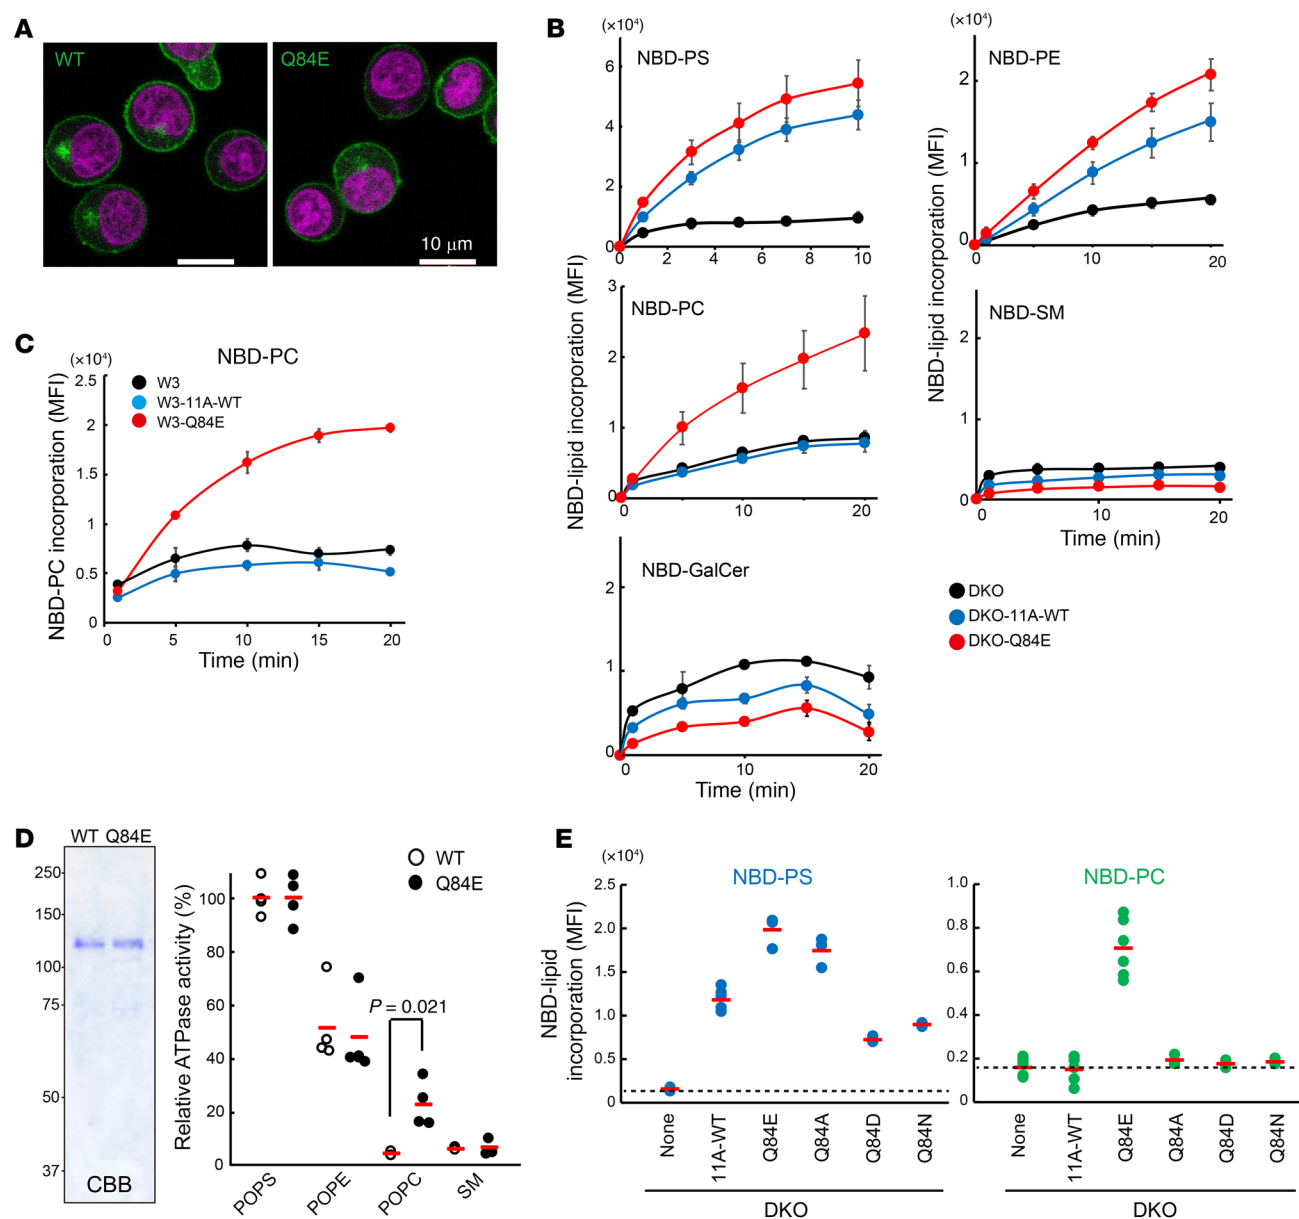 A
WT
Q84E
10 μm
B
(×10⁴)
NBD-PS
6
4
2
0
0 2 4 6 8 10
(×10⁴)
NBD-PE
2
1
0
0 10 20
NBD-lipid incorporation (MFI)
NBD-PC
3
2
1
0
0 10 20
NBD-lipid incorporation (MFI)
NBD-SM
2
1
0
0 10 20
Time (min)
NBD-GalCer
2
1
0
0 10 20
Time (min)
DKO
DKO-11A-WT
DKO-Q84E
C
(×10⁴)
NBD-PC
NBD-PC incorporation (MFI)
2.5
2
1.5
1
0.5
0
0 5 10 15 20
Time (min)
W3
W3-11A-WT
W3-Q84E
D
WT Q84E
250
150
100
75
50
37
CBB
Relative ATPase activity (%)
100
80
60
40
20
0
WT
Q84E
P = 0.021
POPS POPE POPC SM
E
(×10⁴)
NBD-lipid
incorporation (MFI)
NBD-PS
2.5
2.0
1.5
1.0
0.5
0
None 11A-WT Q84E Q84A Q84D Q84N
DKO
NBD-PC
1.0
0.8
0.6
0.4
0.2
0
None 11A-WT Q84E Q84A Q84D Q84N
DKO